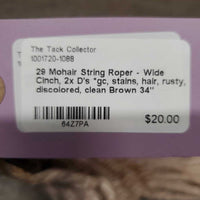 The Tack Collector
1001720-1088
29 Mohair String Roper - Wide
Cinch, 2x D's *gc, stains, hair, rusty,
discolored, clean Brown 34"
64Z7PA
$20.00